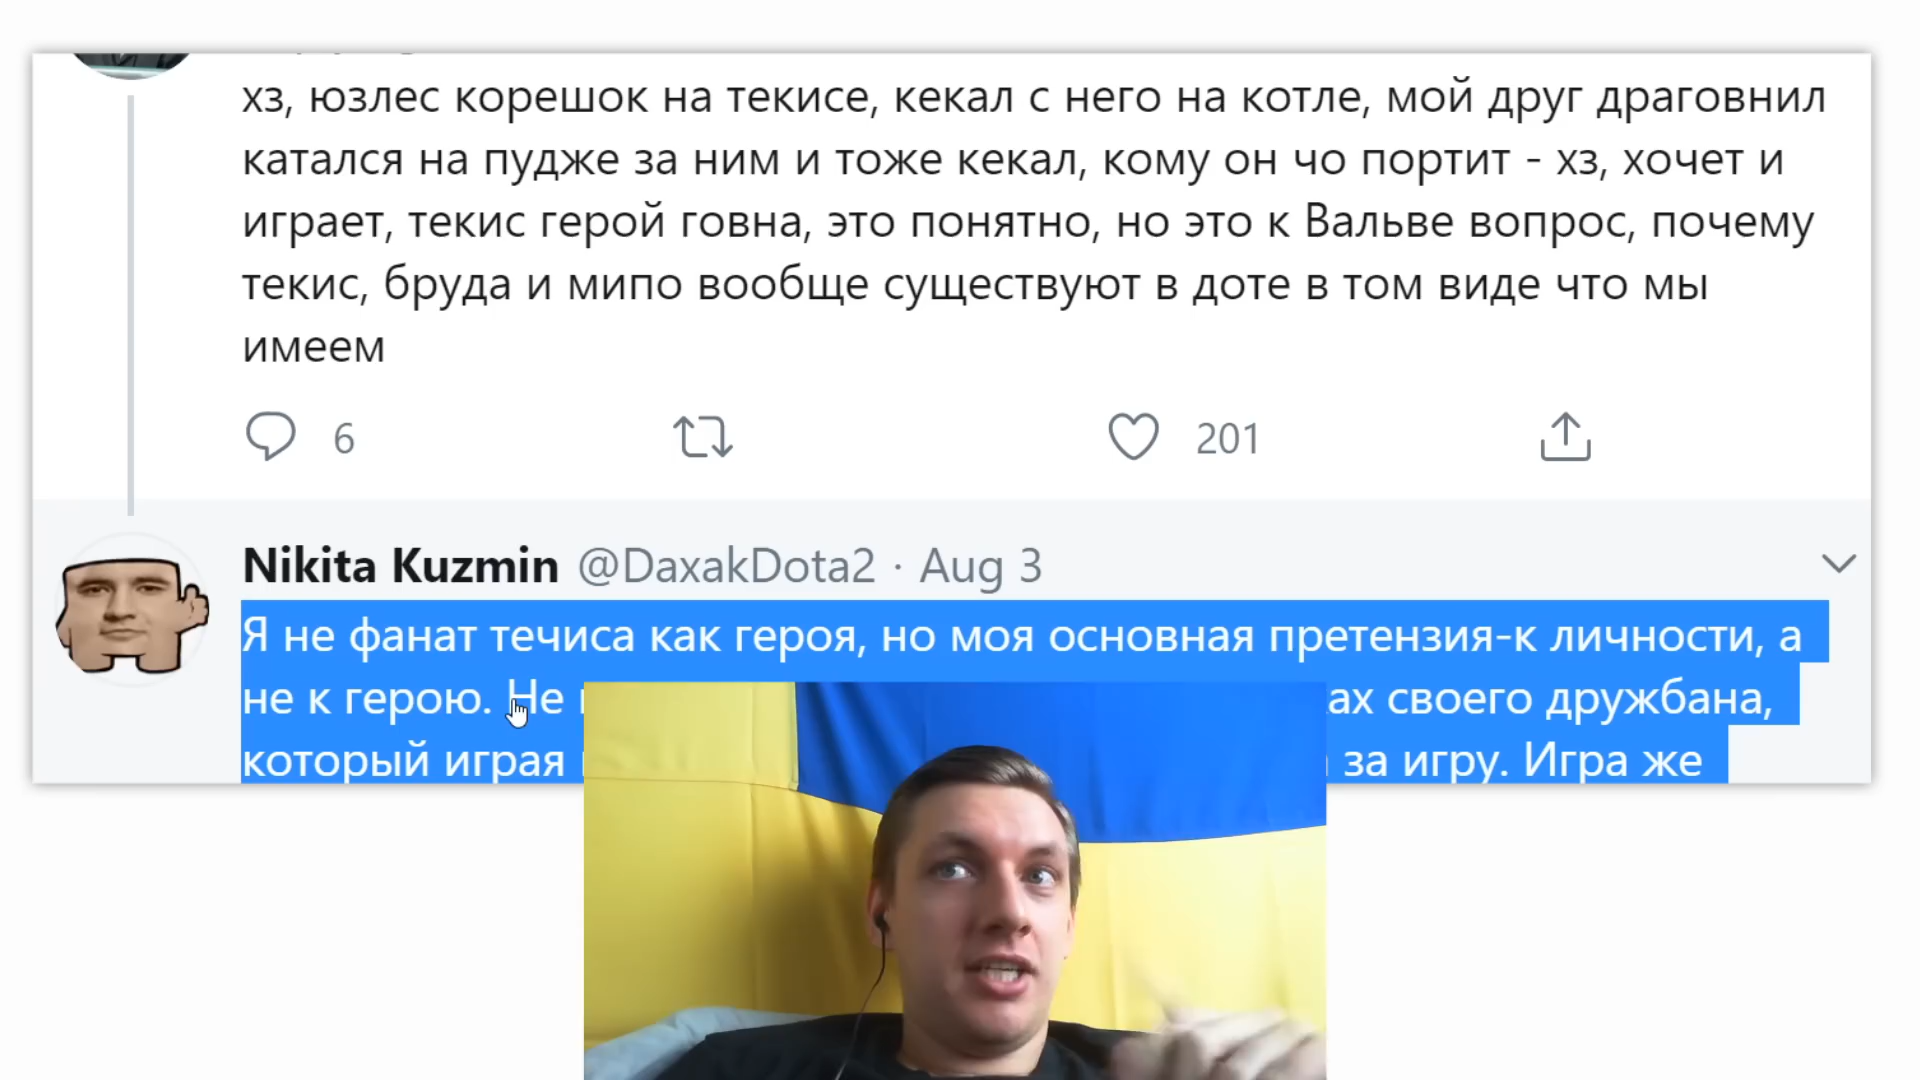 хз, юзлес корешок на текисе, кекал с него на котле, мой друг драговнил
катался на пудже за ним и тоже кекал, кому он чо портит - хз, хочет и
играет, текис герой говна, это понятно, но это к Вальве вопрос, почему
текис, бруда и мипо вообще существуют в доте в том виде что мы
имеем
6 201
Nikita Kuzmin @DaxakDota2 · Aug 3
Я не фанат течиса как героя, но моя основная претензия-к личности, а
не к герою. Не своего дружбана,
который играя за игру. Игра же